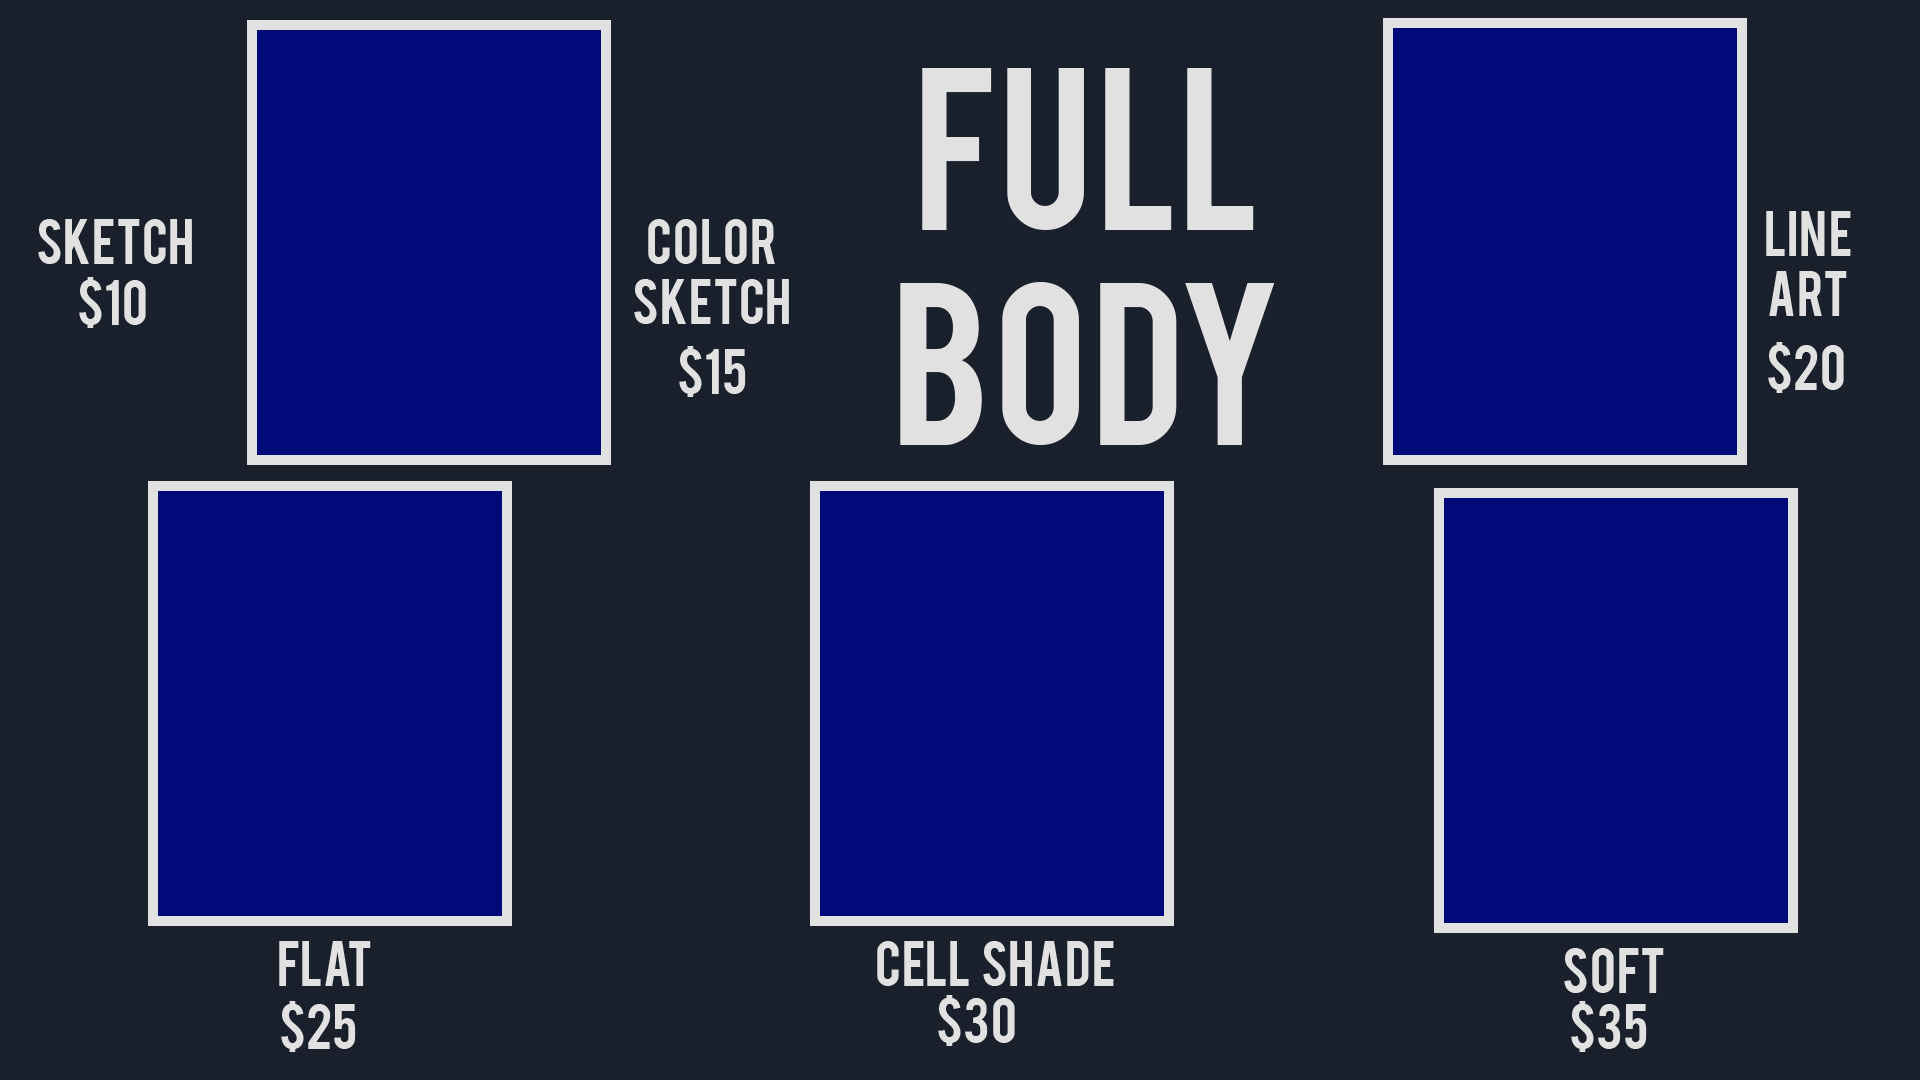 FULL
BODY
SKETCH
$10
COLOR
SKETCH
$15
LINE
ART
$20
FLAT
$25
CELL SHADE
$30
SOFT
$35